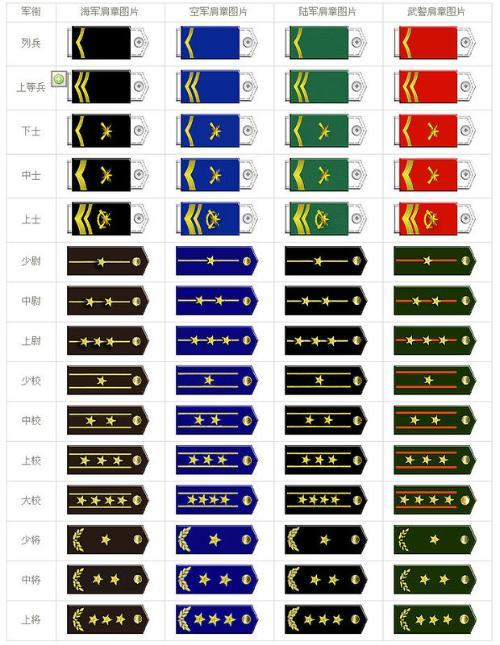 军衔 海军肩章图片 空军肩章图片 陆军肩章图片 武警肩章图片
列兵
上等兵
下士
中士
上士
少尉
中尉
上尉
少校
中校
上校
大校
少将
中将
上将